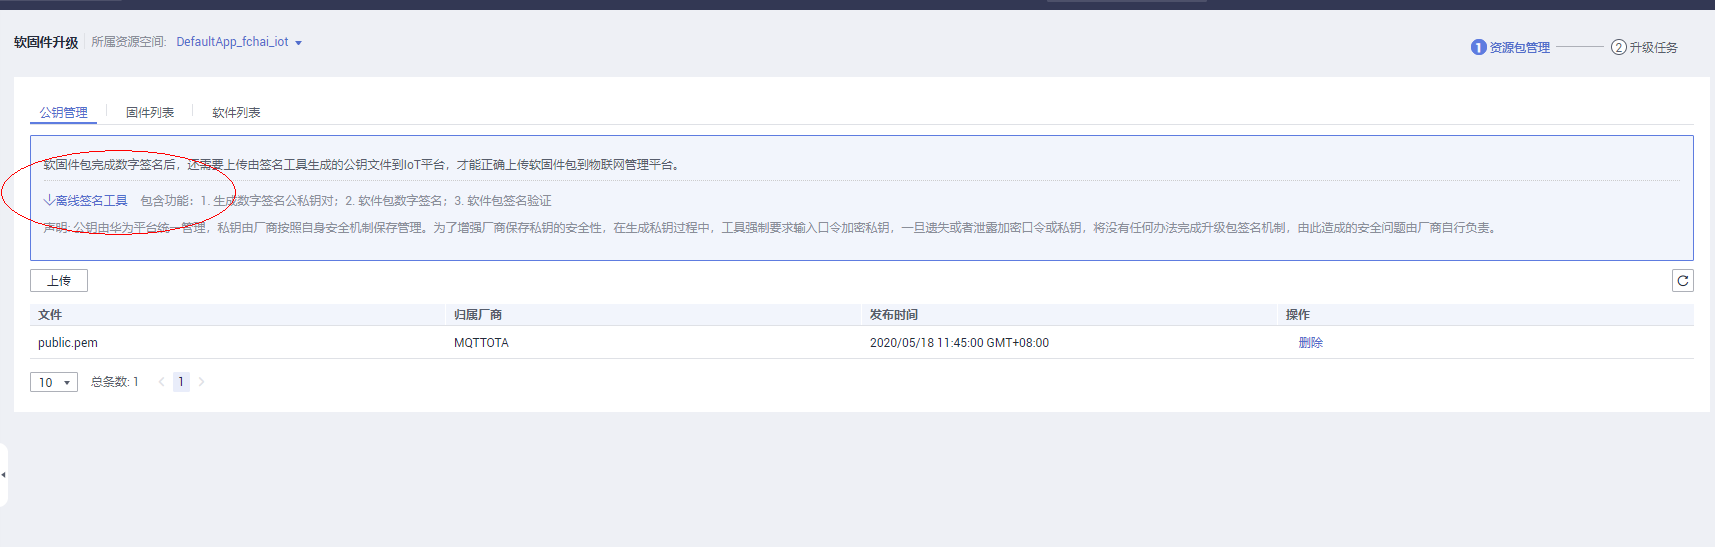 软固件升级 所属资源空间: DefaultApp_fchai_iot
1 资源包管理 2 升级任务
公钥管理 固件列表 软件列表
软固件包完成数字签名后，还需要上传由签名工具生成的公钥文件到IoT平台，才能正确上传软固件包到物联网管理平台。
离线签名工具 包含功能：1. 生成数字签名公私钥对；2. 软件包数字签名；3. 软件包签名验证
声明: 公钥由华为平台统一管理，私钥由厂商按照自身安全机制保存管理。为了增强厂商保存私钥的安全性，在生成私钥过程中，工具强制要求输入口令加密私钥，一旦遗失或者泄露加密口令或私钥，将没有任何办法完成升级包签名机制，由此造成的安全问题由厂商自行负责。
上传
文件 归属厂商 发布时间 操作
public.pem MQTTOTA 2020/05/18 11:45:00 GMT+08:00 删除
10 总条数: 1 1